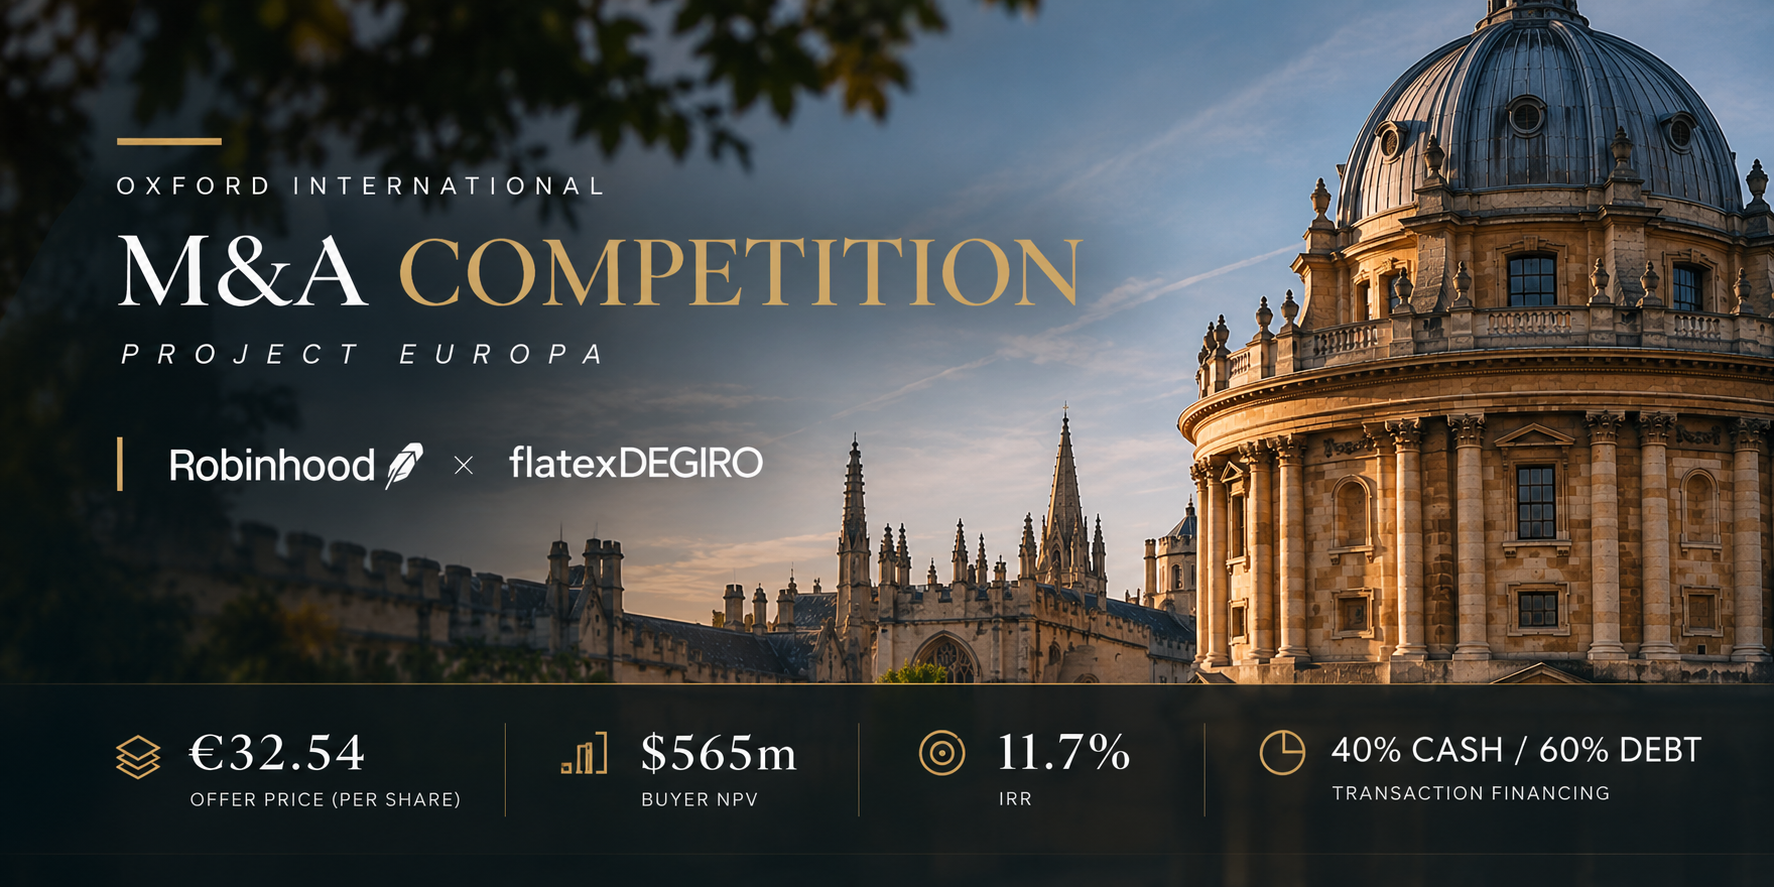 OXFORD INTERNATIONAL
M&A COMPETITION
PROJECT EUROPA
Robinhood × flatexDEGIRO
€32.54
OFFER PRICE (PER SHARE)
$565m
BUYER NPV
11.7%
IRR
40% CASH / 60% DEBT
TRANSACTION FINANCING